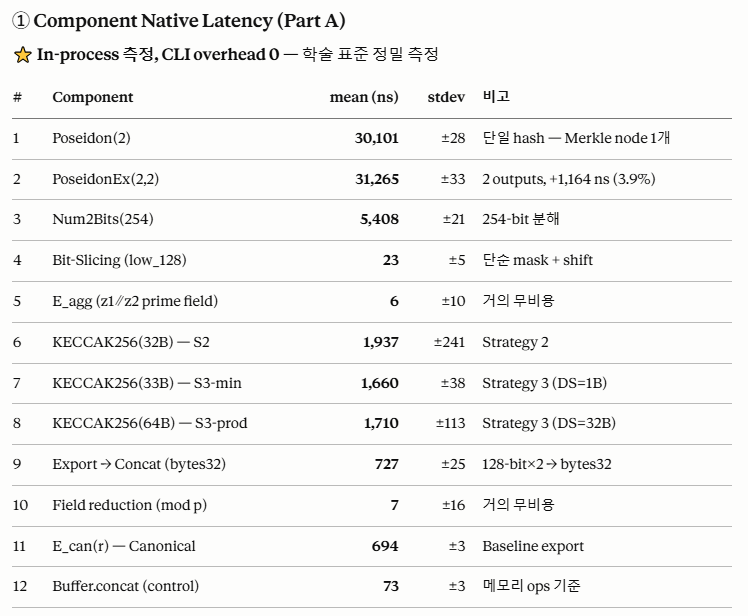 ① Component Native Latency (Part A)
⭐ In-process 측정, CLI overhead 0 — 학술 표준 정밀 측정
# Component mean (ns) stdev 비고
1 Poseidon(2) 30,101 ±28 단일 hash — Merkle node 1개
2 PoseidonEx(2,2) 31,265 ±33 2 outputs, +1,164 ns (3.9%)
3 Num2Bits(254) 5,408 ±21 254-bit 분해
4 Bit-Slicing (low_128) 23 ±5 단순 mask + shift
5 E_agg (z1//z2 prime field) 6 ±10 거의 무비용
6 KECCAK256(32B) — S2 1,937 ±241 Strategy 2
7 KECCAK256(33B) — S3-min 1,660 ±38 Strategy 3 (DS=1B)
8 KECCAK256(64B) — S3-prod 1,710 ±113 Strategy 3 (DS=32B)
9 Export → Concat (bytes32) 727 ±25 128-bit×2 → bytes32
10 Field reduction (mod p) 7 ±16 거의 무비용
11 E_can(r) — Canonical 694 ±3 Baseline export
12 Buffer.concat (control) 73 ±3 메모리 ops 기준